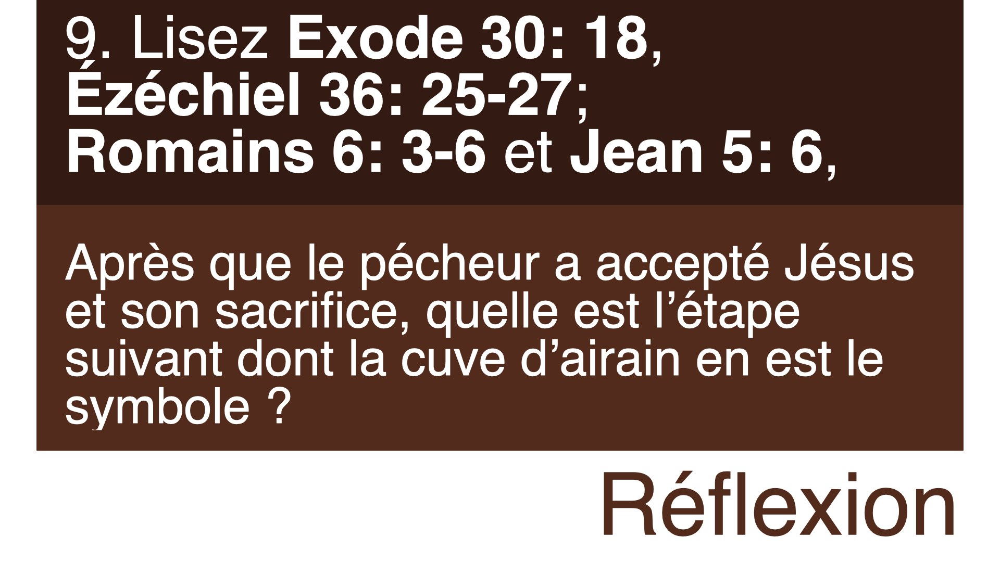 9. Lisez Exode 30: 18,
Ézéchiel 36: 25-27;
Romains 6: 3-6 et Jean 5: 6,
Après que le pécheur a accepté Jésus
et son sacrifice, quelle est l’étape
suivant dont la cuve d’airain en est le
symbole ?
Réflexion